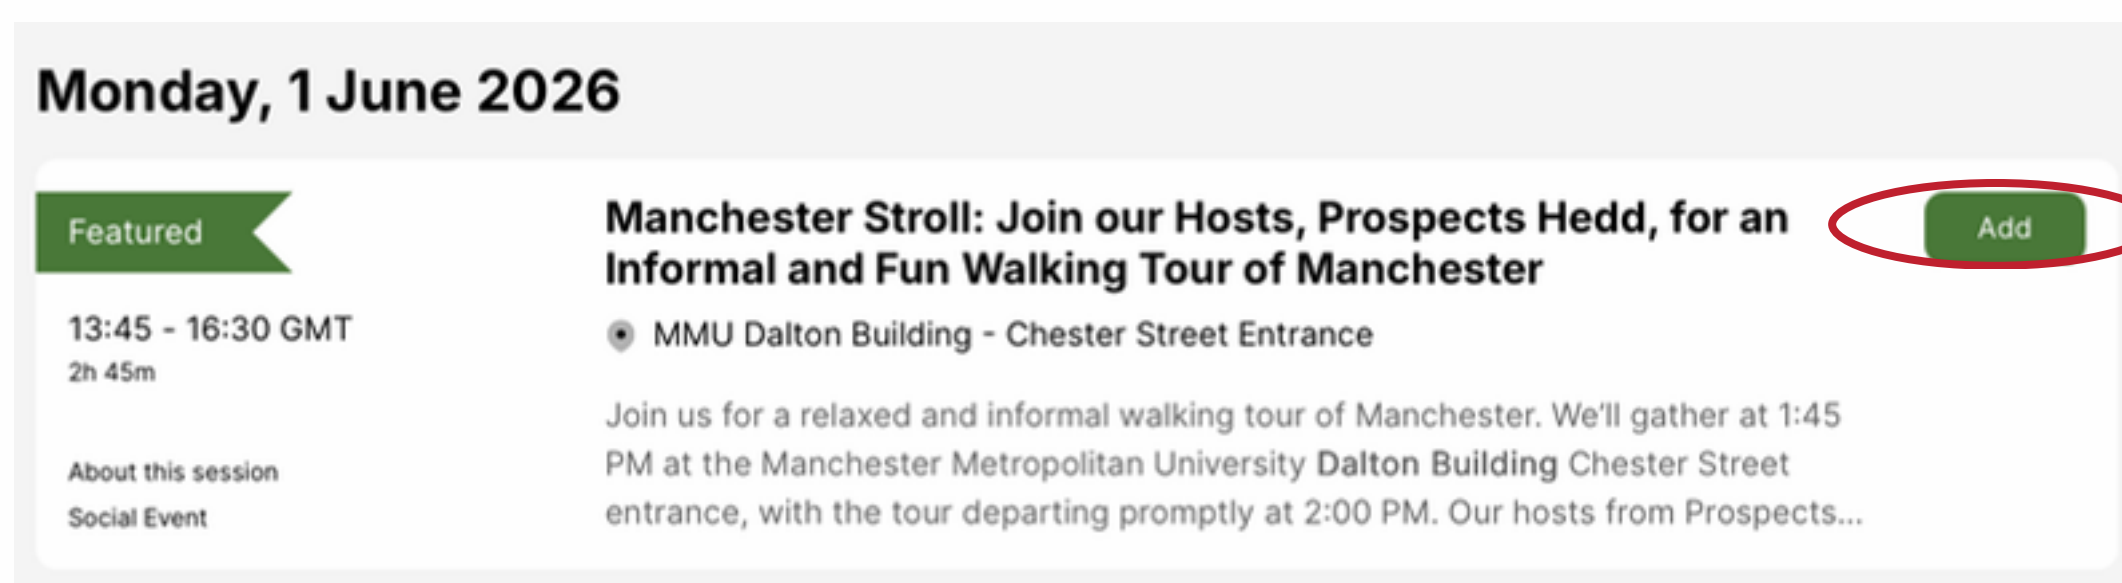 Monday, 1 June 2026
Featured
13:45 - 16:30 GMT
2h 45m
About this session
Social Event
Manchester Stroll: Join our Hosts, Prospects Hedd, for an
Informal and Fun Walking Tour of Manchester
MMU Dalton Building - Chester Street Entrance
Join us for a relaxed and informal walking tour of Manchester. We'll gather at 1:45
PM at the Manchester Metropolitan University Dalton Building Chester Street
entrance, with the tour departing promptly at 2:00 PM. Our hosts from Prospects...
Add